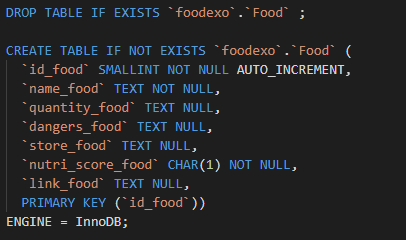 DROP TABLE IF EXISTS `foodexo`.`Food` ;
CREATE TABLE IF NOT EXISTS `foodexo`.`Food` (
`id_food` SMALLINT NOT NULL AUTO_INCREMENT,
`name_food` TEXT NOT NULL,
`quantity_food` TEXT NULL,
`dangers_food` TEXT NULL,
`store_food` TEXT NULL,
`nutri_score_food` CHAR(1) NOT NULL,
`link_food` TEXT NULL,
PRIMARY KEY (`id_food`))
ENGINE = InnoDB;